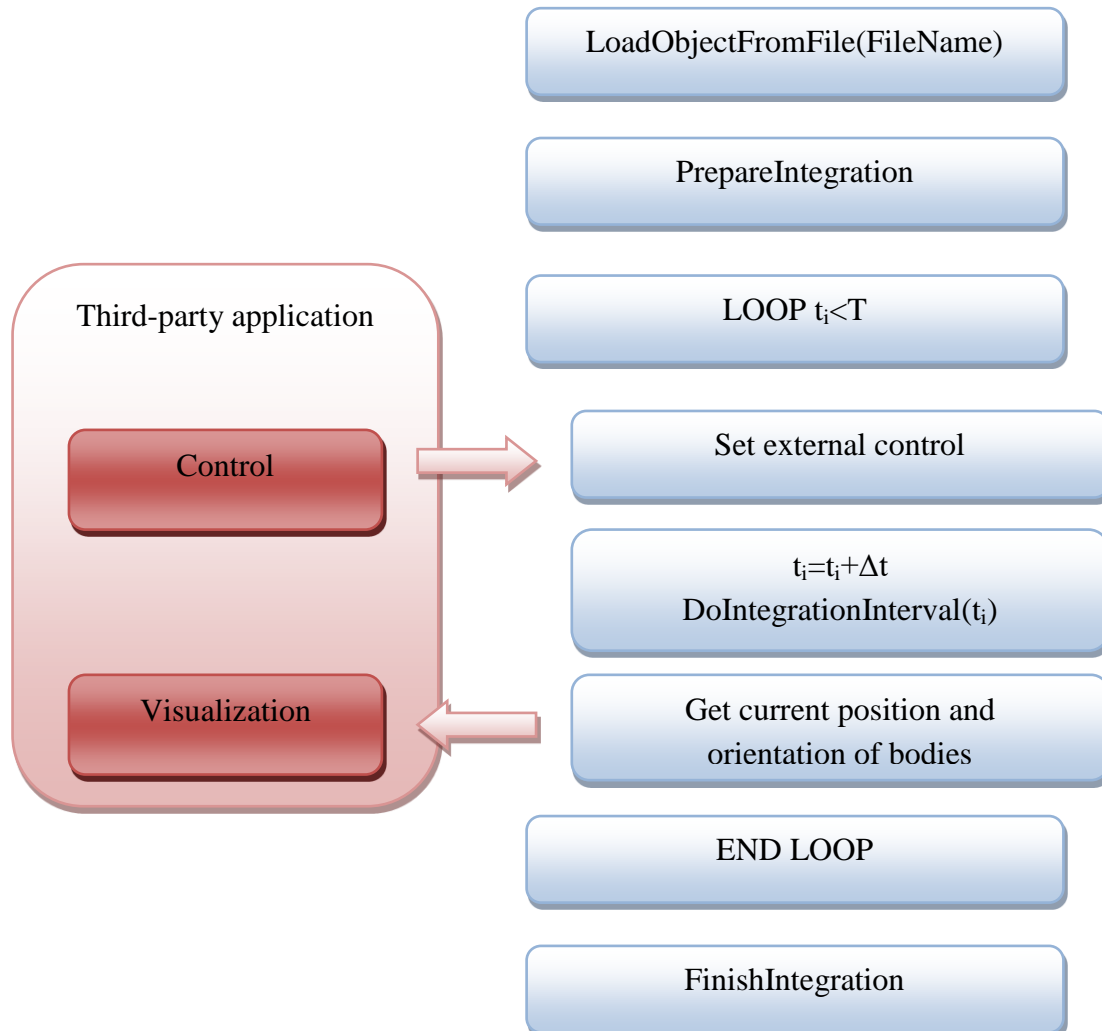 LoadObjectFromFile(FileName)
PrepareIntegration
LOOP tᵢ<T
Third-party application
Control
Set external control
tᵢ=tᵢ+Δt
DoIntegrationInterval(tᵢ)
Visualization
Get current position and
orientation of bodies
END LOOP
FinishIntegration